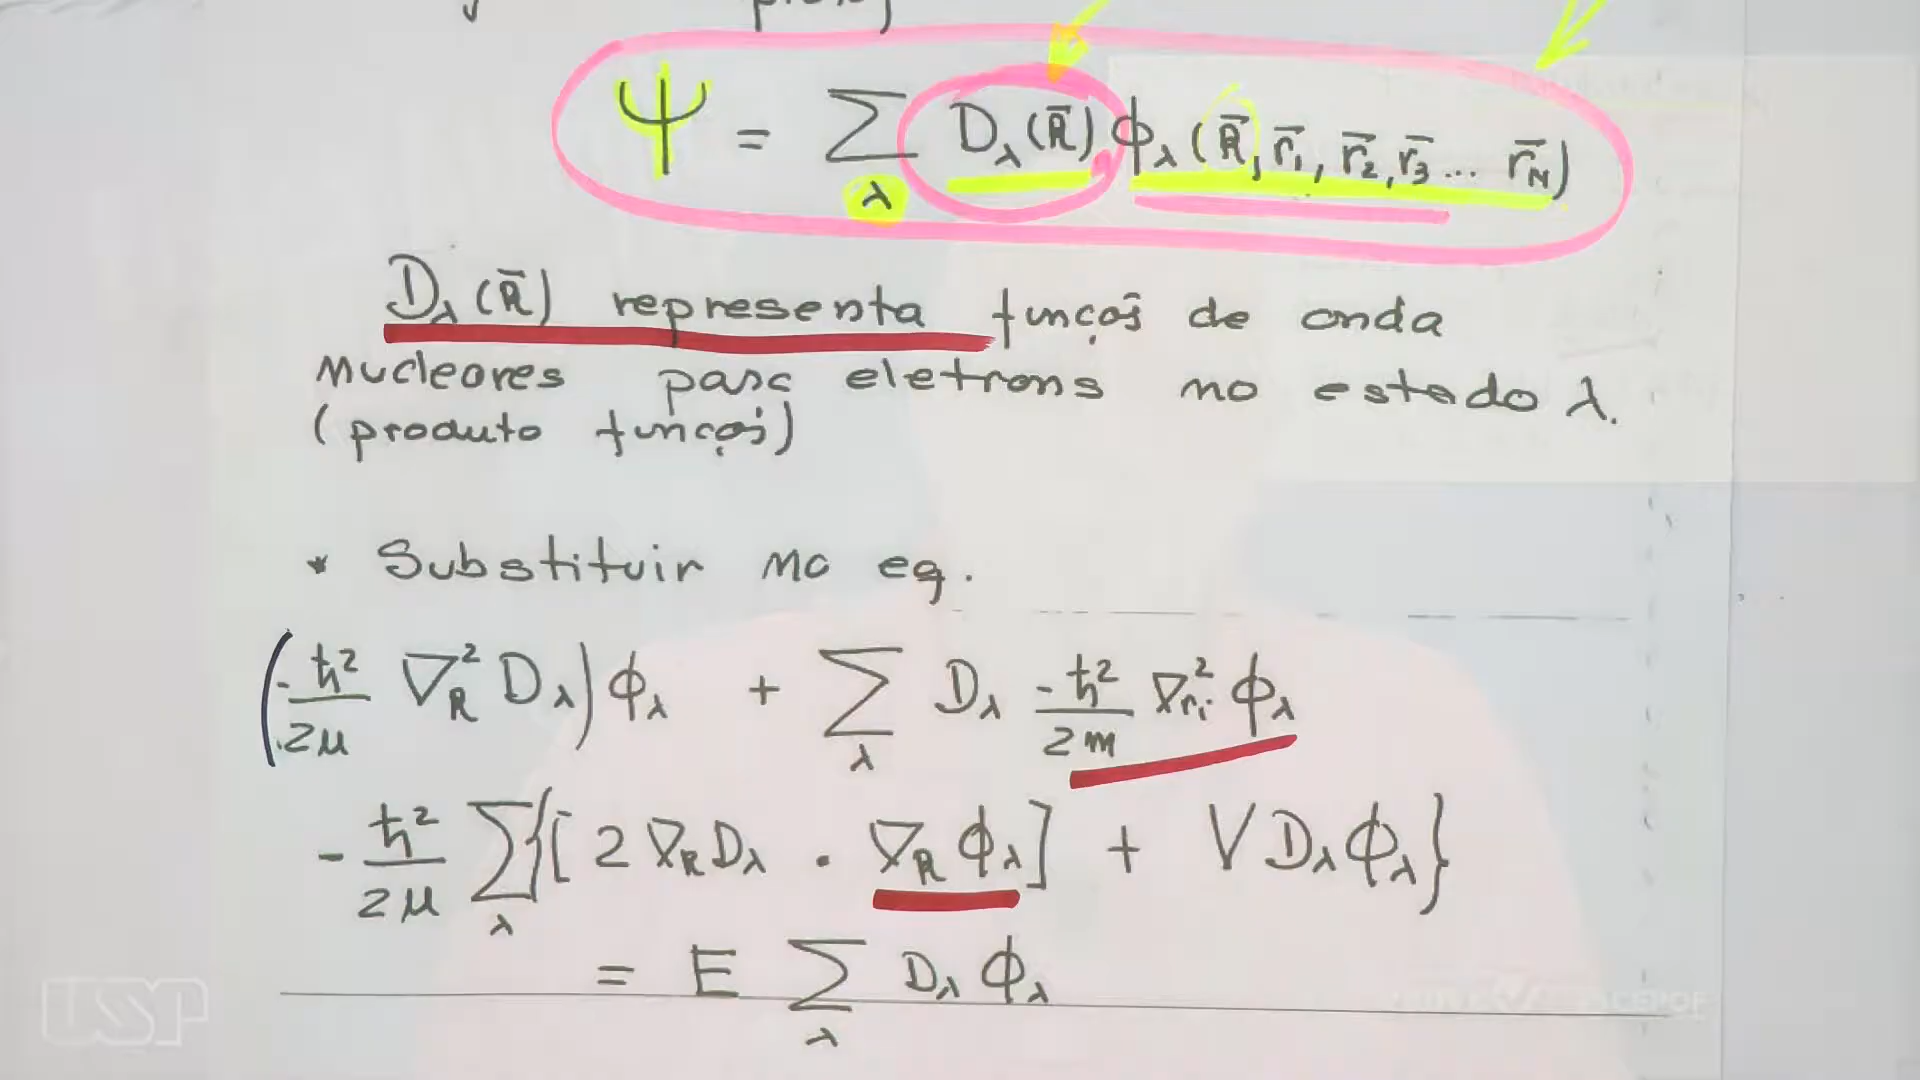 Ψ = Σ_λ D_λ(R̄) ϕ_λ(R̄, r̄₁, r̄₂, r̄₃... r̄_N)
D_λ(R̄) representa funçoẽs de onda
nucleares para eletrons no estado λ.
(produto funçoẽs)
* Substituir na eq.
(-ℏ²/2μ ∇²_R D_λ) ϕ_λ + Σ_λ D_λ -ℏ²/2m ∇²_ri ϕ_λ
- ℏ²/2μ Σ_λ {[2 ∇_R D_λ · ∇_R ϕ_λ] + V D_λ ϕ_λ}
= E Σ_λ D_λ ϕ_λ
USP